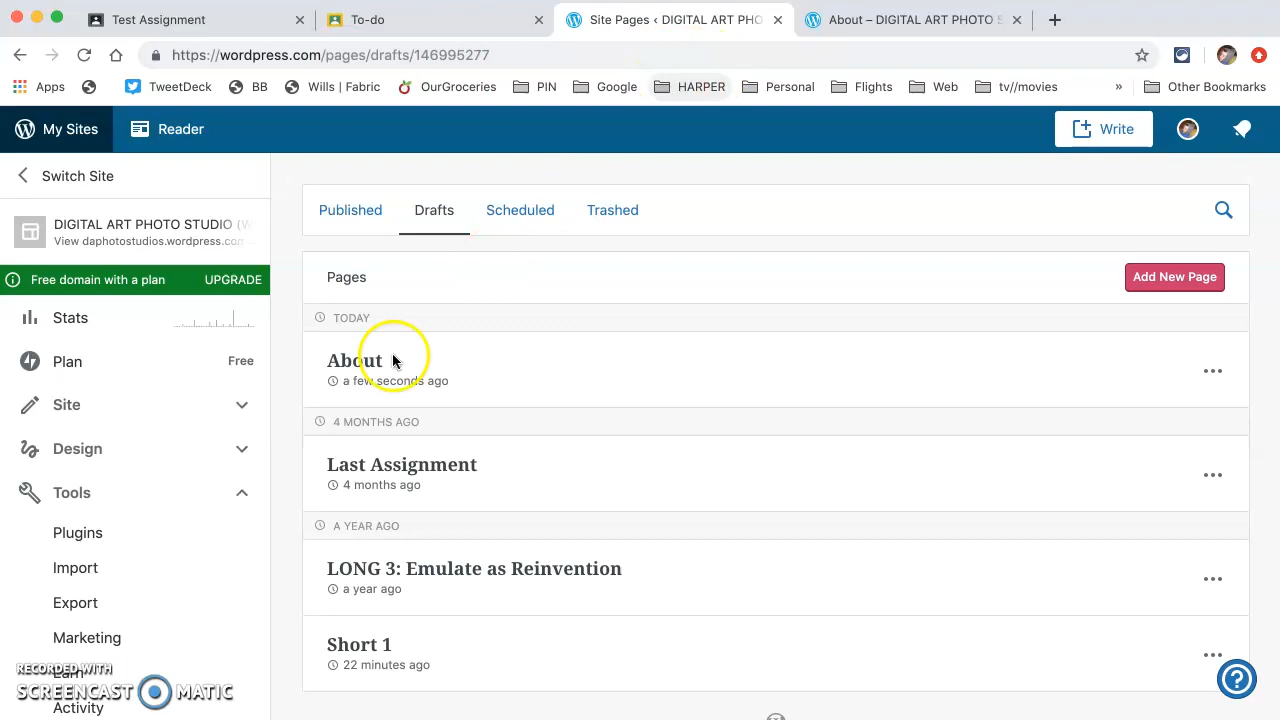 Test Assignment
To-do
Site Pages ‹ DIGITAL ART PHO
About – DIGITAL ART PHOTO S
https://wordpress.com/pages/drafts/146995277
Apps
TweetDeck
BB
Wills | Fabric
OurGroceries
PIN
Google
HARPER
Personal
Flights
Web
tv//movies
»
Other Bookmarks
My Sites
Reader
Write
Switch Site
DIGITAL ART PHOTO STUDIO (W
View daphotostudios.wordpress.com
Free domain with a plan
UPGRADE
Stats
Plan
Free
Site
Design
Tools
Plugins
Import
Export
Marketing
Earn
Activity
Published
Drafts
Scheduled
Trashed
Pages
Add New Page
TODAY
About
a few seconds ago
4 MONTHS AGO
Last Assignment
4 months ago
A YEAR AGO
LONG 3: Emulate as Reinvention
a year ago
Short 1
22 minutes ago
RECORDED WITH
SCREENCAST MATIC